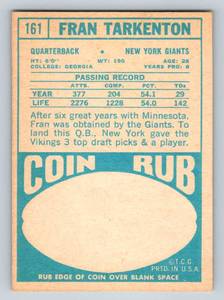 161 FRAN TARKENTON
QUARTERBACK • NEW YORK GIANTS
HT: 6'0" WT: 190 AGE: 28
COLLEGE: GEORGIA YEARS PRO: 8
PASSING RECORD
ATTS. COMP. PCT. TDS
YEAR 377 204 54.1 29
LIFE 2276 1228 54.0 142
After six great years with Minnesota,
Fran was obtained by the Giants. To
land this Q.B., New York gave the
Vikings 3 top draft picks & a player.
COIN RUB
© T.C.G.
PRTD. IN U.S.A.
RUB EDGE OF COIN OVER BLANK SPACE